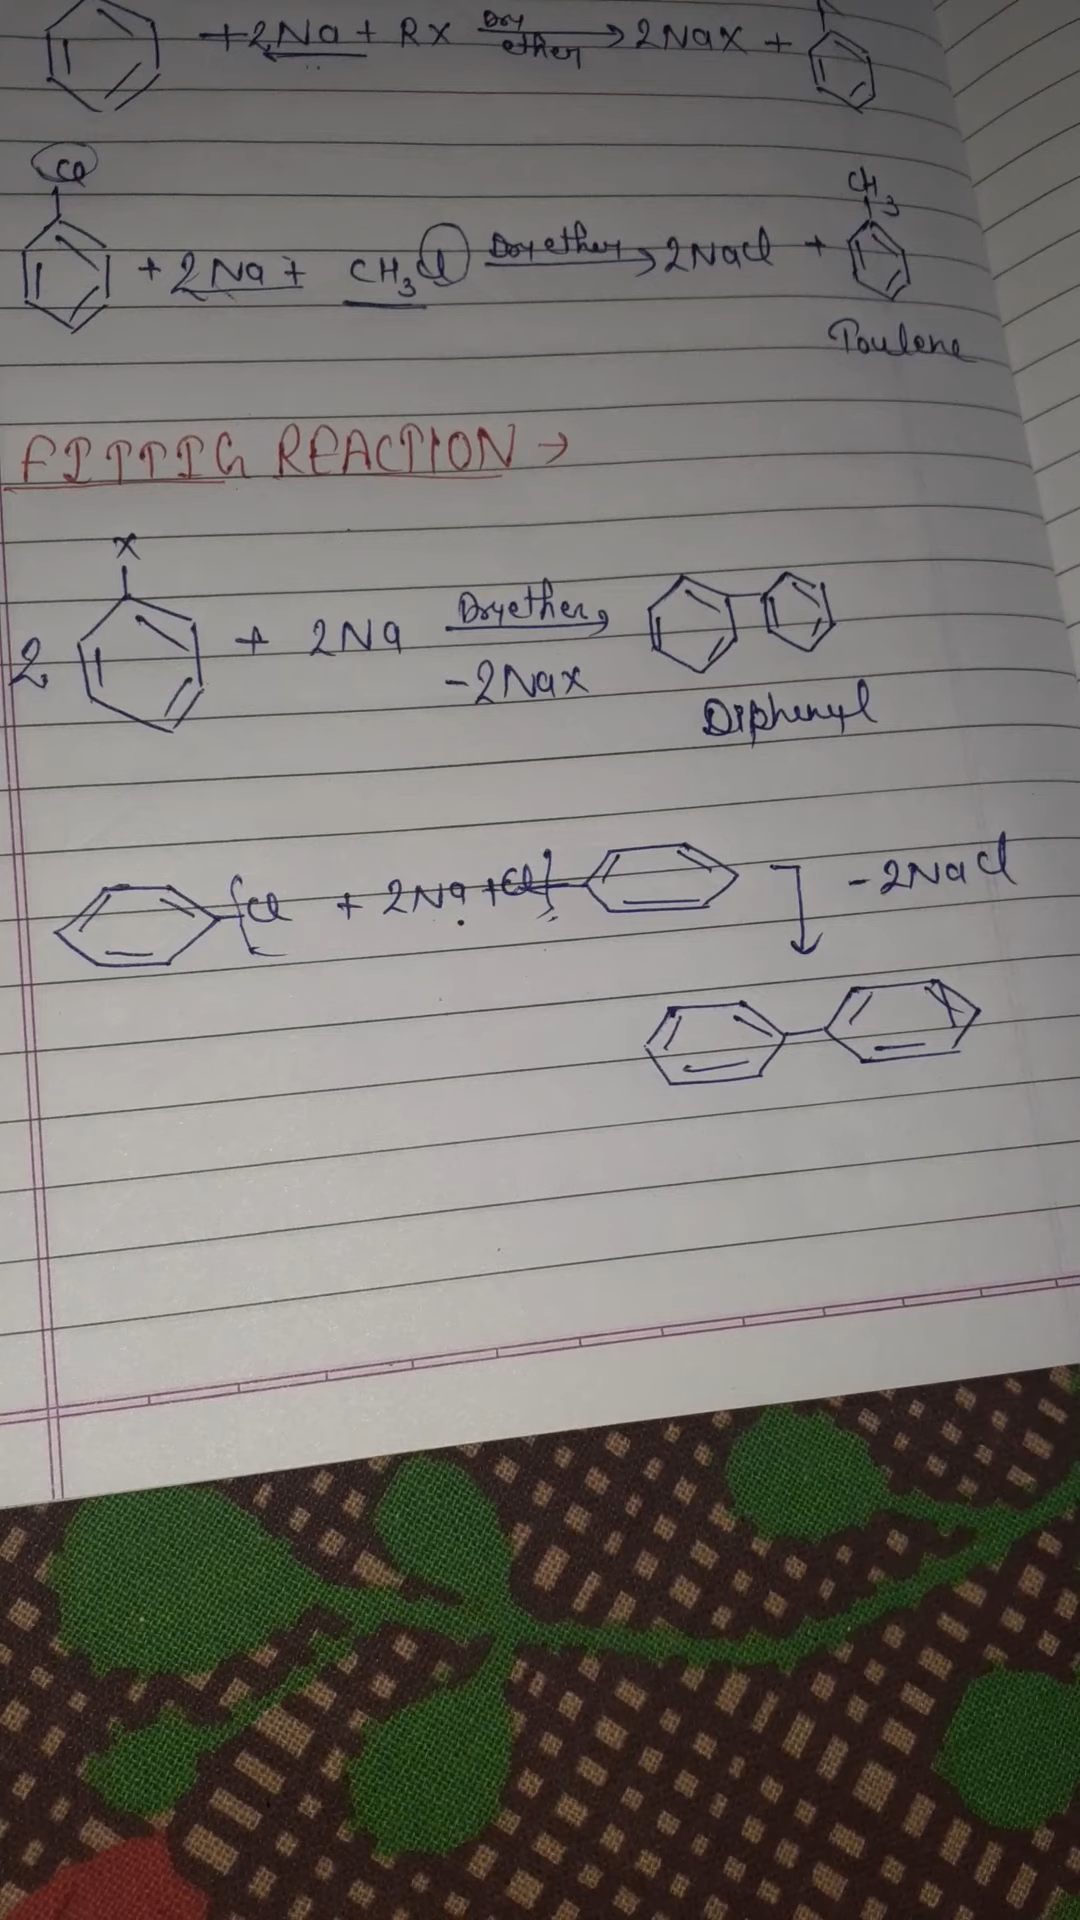 +2Na + RX Dry ether → 2NaX +
Cl
CH3
+ 2Na + CH3Cl Dry ether → 2NaCl +
Toulene
FITTIG REACTION →
X
2 + 2Na Dry ether →
-2NaX
Diphenyl
Cl + 2Na + Cl -2NaCl